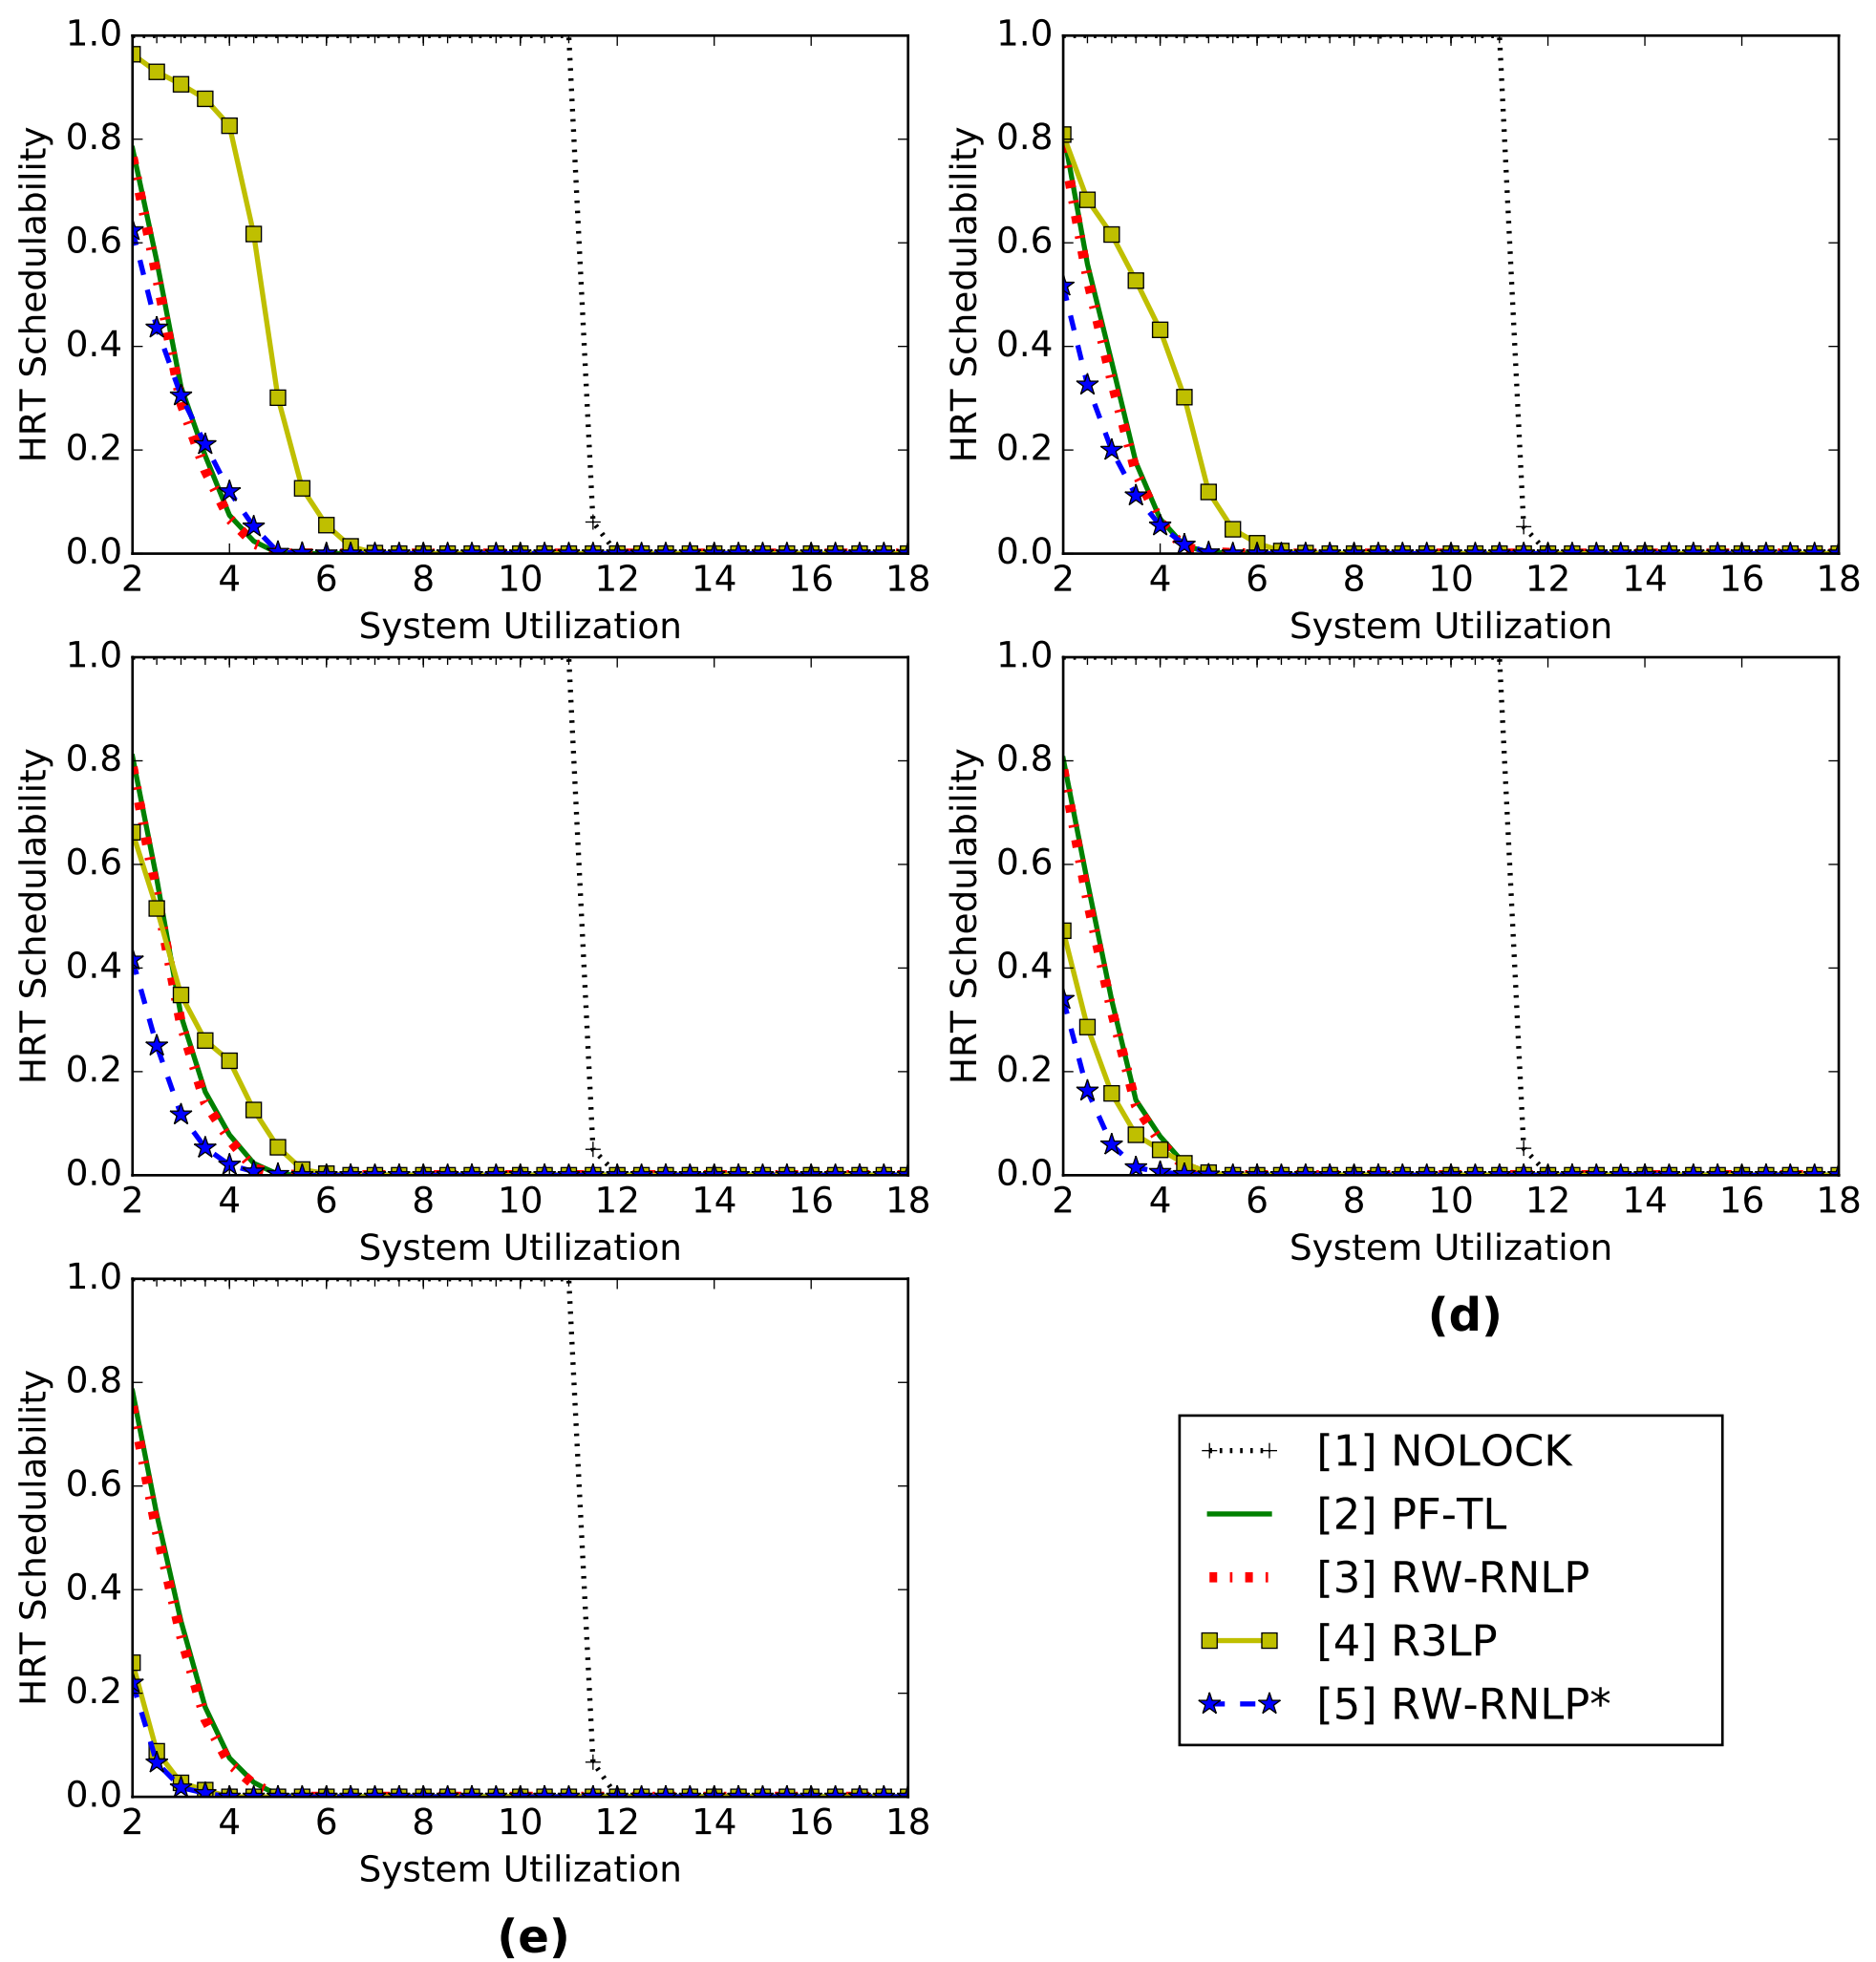 1.0
0.8
0.6
0.4
0.2
0.0
HRT Schedulability
2 4 6 8 10 12 14 16 18
System Utilization
1.0
0.8
0.6
0.4
0.2
0.0
HRT Schedulability
2 4 6 8 10 12 14 16 18
System Utilization
1.0
0.8
0.6
0.4
0.2
0.0
HRT Schedulability
2 4 6 8 10 12 14 16 18
System Utilization
1.0
0.8
0.6
0.4
0.2
0.0
HRT Schedulability
2 4 6 8 10 12 14 16 18
System Utilization
(d)
1.0
0.8
0.6
0.4
0.2
0.0
HRT Schedulability
2 4 6 8 10 12 14 16 18
System Utilization
(e)
[1] NOLOCK
[2] PF-TL
[3] RW-RNLP
[4] R3LP
[5] RW-RNLP*